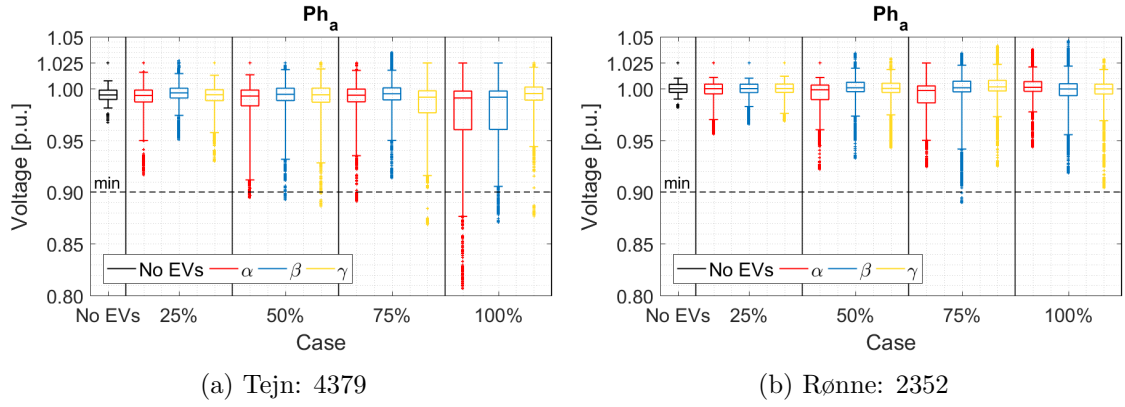 Ph_a
1.05
1.025
1.00
0.95
0.90
0.85
0.80
Voltage [p.u.]
min
No EVs α β γ
No EVs 25% 50% 75% 100%
Case
(a) Tejn: 4379
Ph_a
1.05
1.025
1.00
0.95
0.90
0.85
0.80
Voltage [p.u.]
min
No EVs α β γ
No EVs 25% 50% 75% 100%
Case
(b) Rønne: 2352